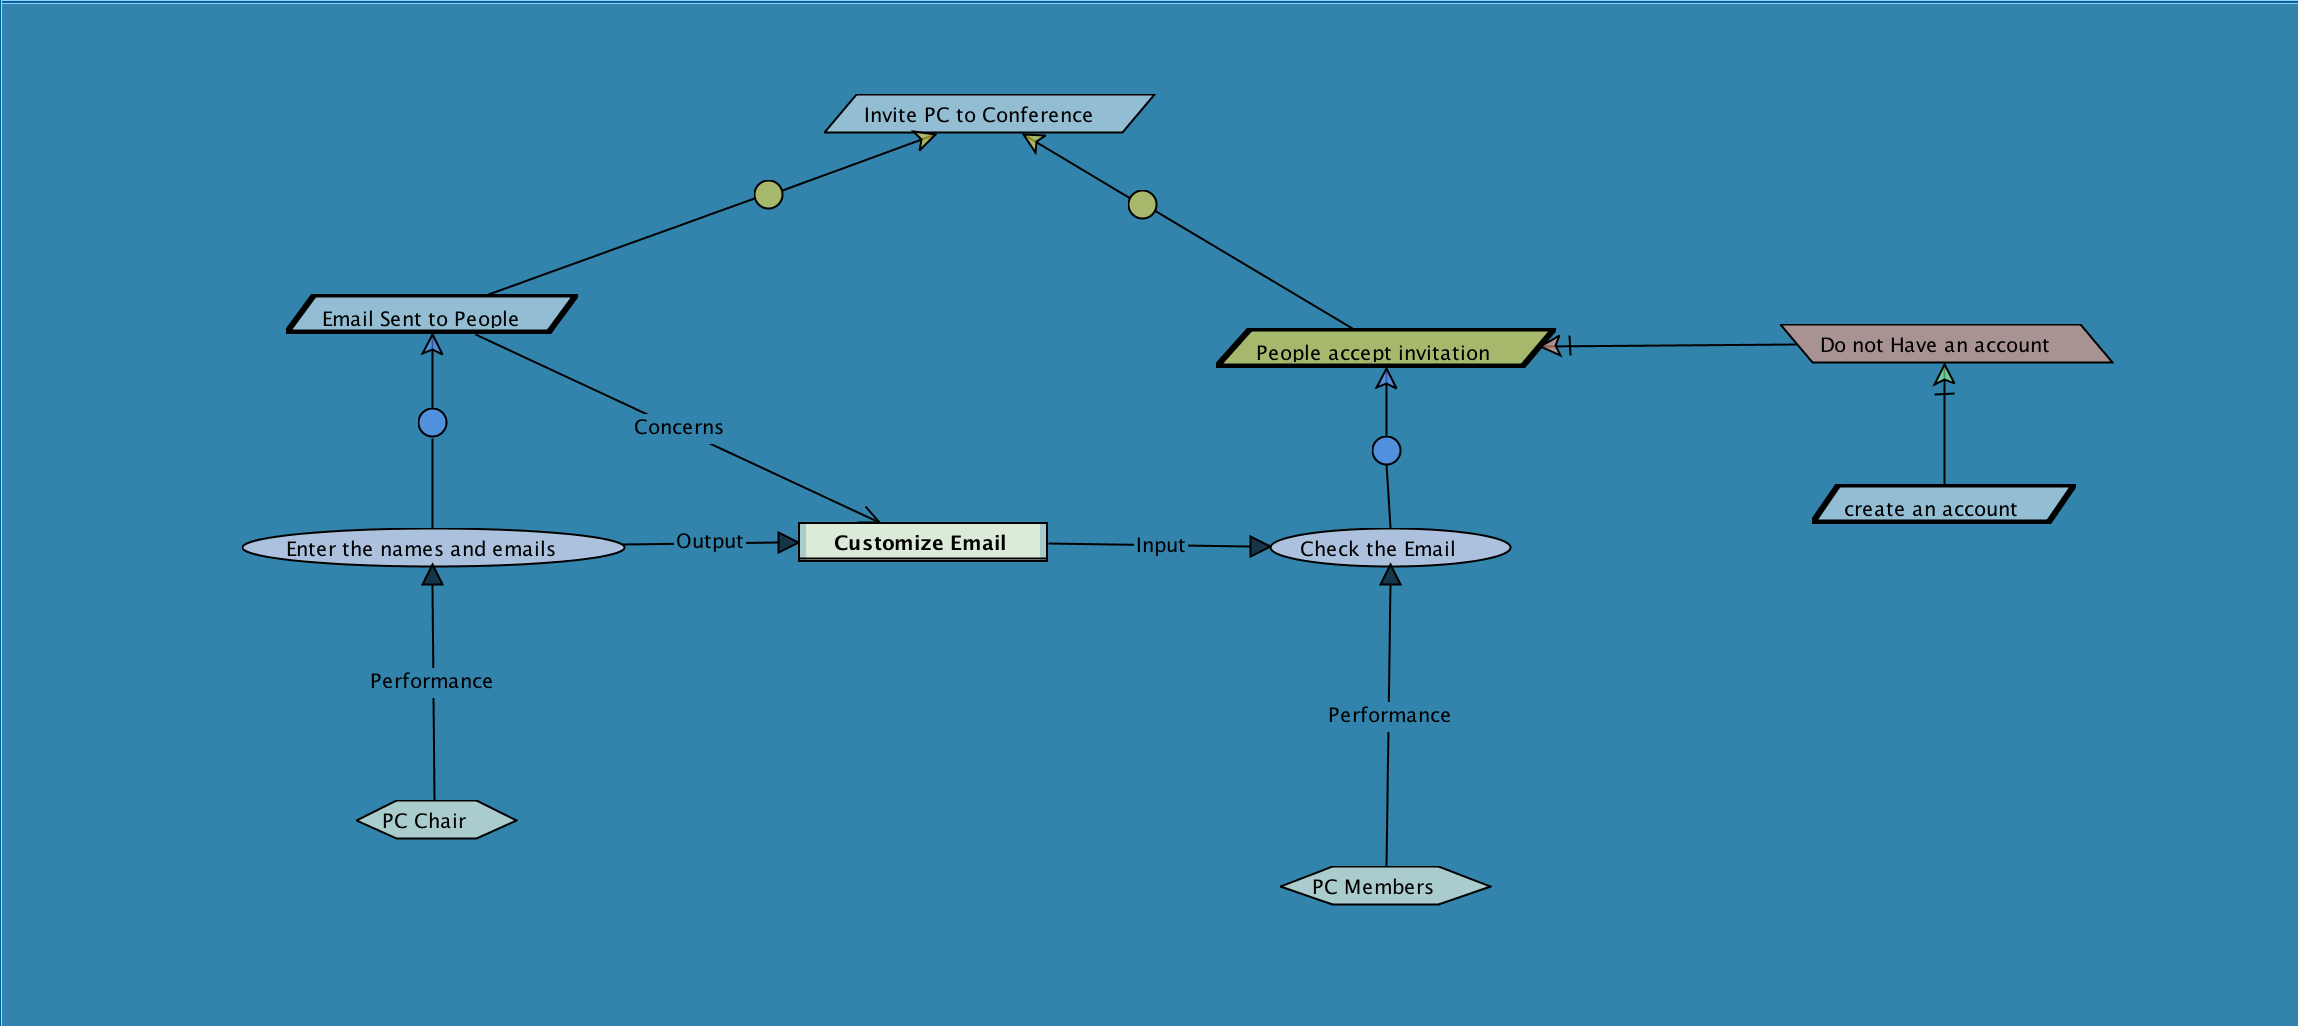 Invite PC to Conference
Email Sent to People
People accept invitation
Do not Have an account
Concerns
create an account
Enter the names and emails
Output
Customize Email
Input
Check the Email
Performance
Performance
PC Chair
PC Members